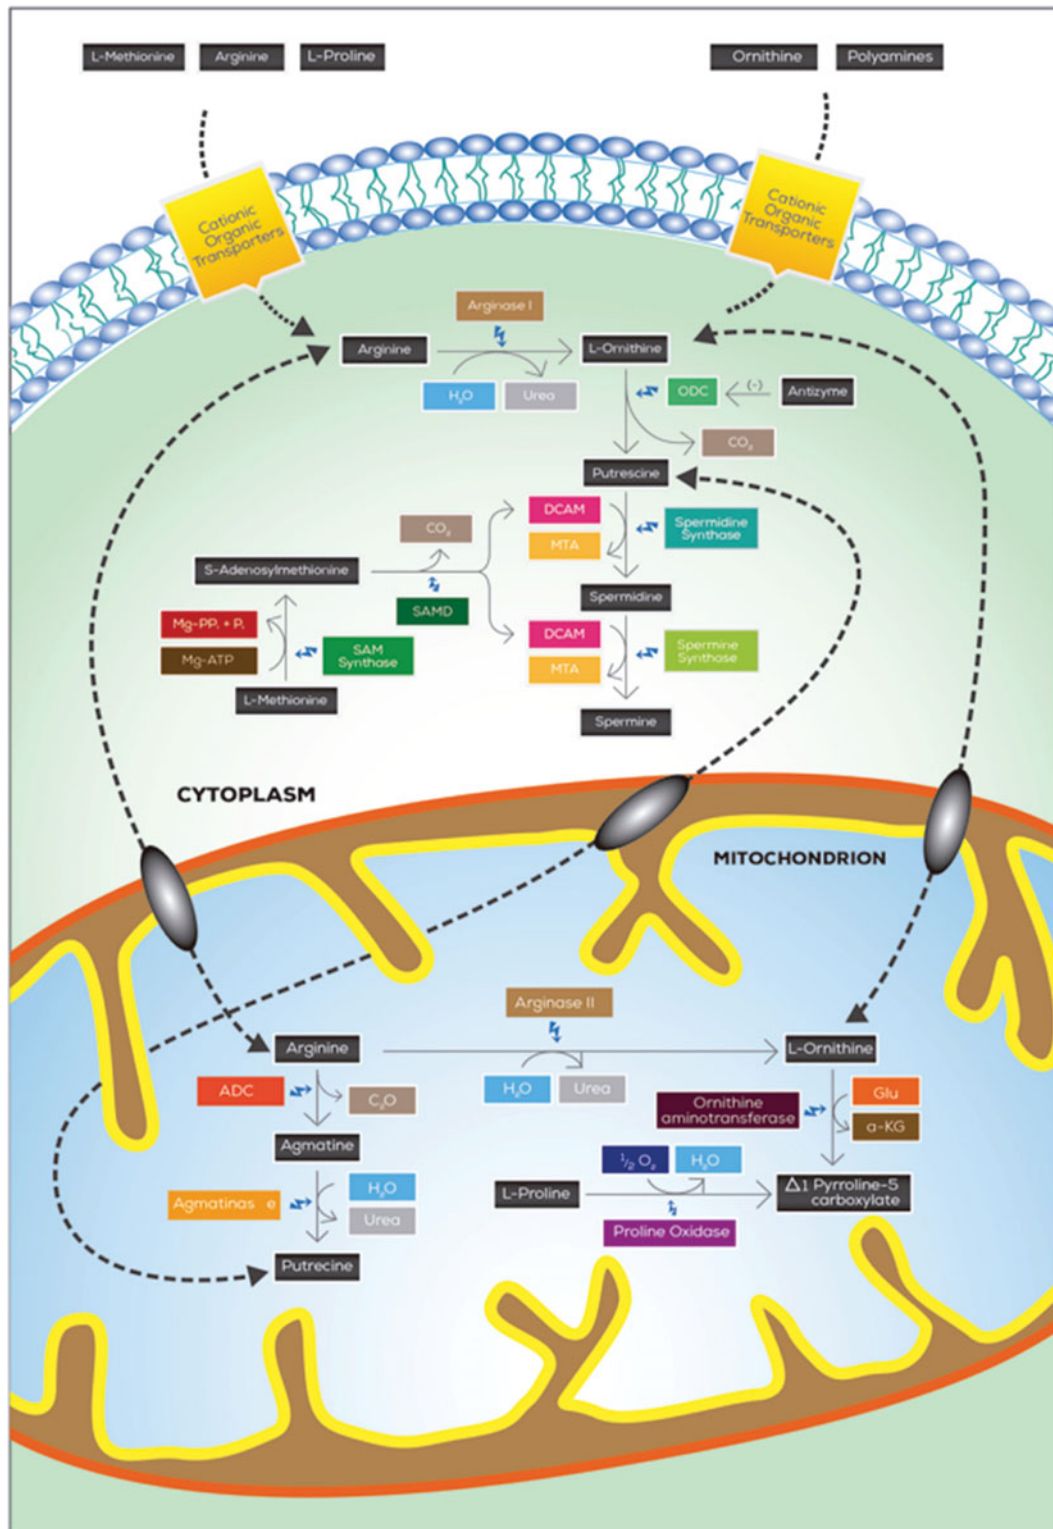 L-Methionine
Arginine
L-Proline
Ornithine
Polyamines
Cationic
Organic
Transporters
Cationic
Organic
Transporters
Arginase I
Arginine
L-Ornithine
H₂O
Urea
ODC
(-)
Antizyme
CO₂
Putrescine
DCAM
MTA
Spermidine
Synthase
CO₂
S-Adenosylmethionine
SAMD
Spermidine
Mg-PPᵢ + Pᵢ
Mg-ATP
SAM
Synthase
L-Methionine
DCAM
MTA
Spermine
Synthase
Spermine
CYTOPLASM
MITOCHONDRION
Arginase II
Arginine
L-Ornithine
H₂O
Urea
ADC
C₂O
Ornithine
aminotransferase
Glu
α-KG
Agmatine
½ O₂
H₂O
L-Proline
Δ1 Pyrroline-5
carboxylate
Proline Oxidase
Agmatinas e
H₂O
Urea
Putrecine